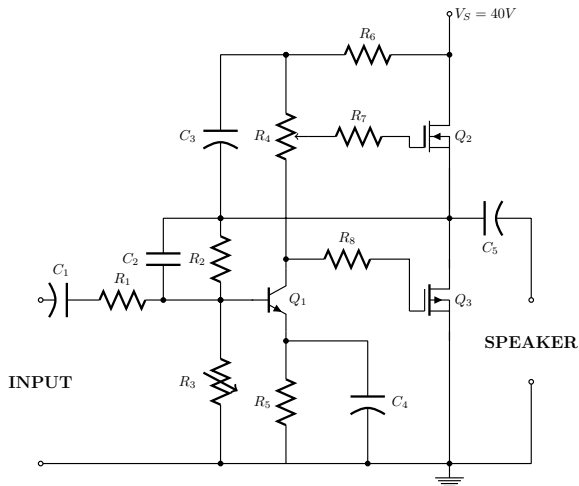 V_S = 40V
R_6
C_3
R_4
R_7
Q_2
C_2
R_2
R_8
C_5
C_1
R_1
Q_1
Q_3
SPEAKER
INPUT
R_3
R_5
C_4